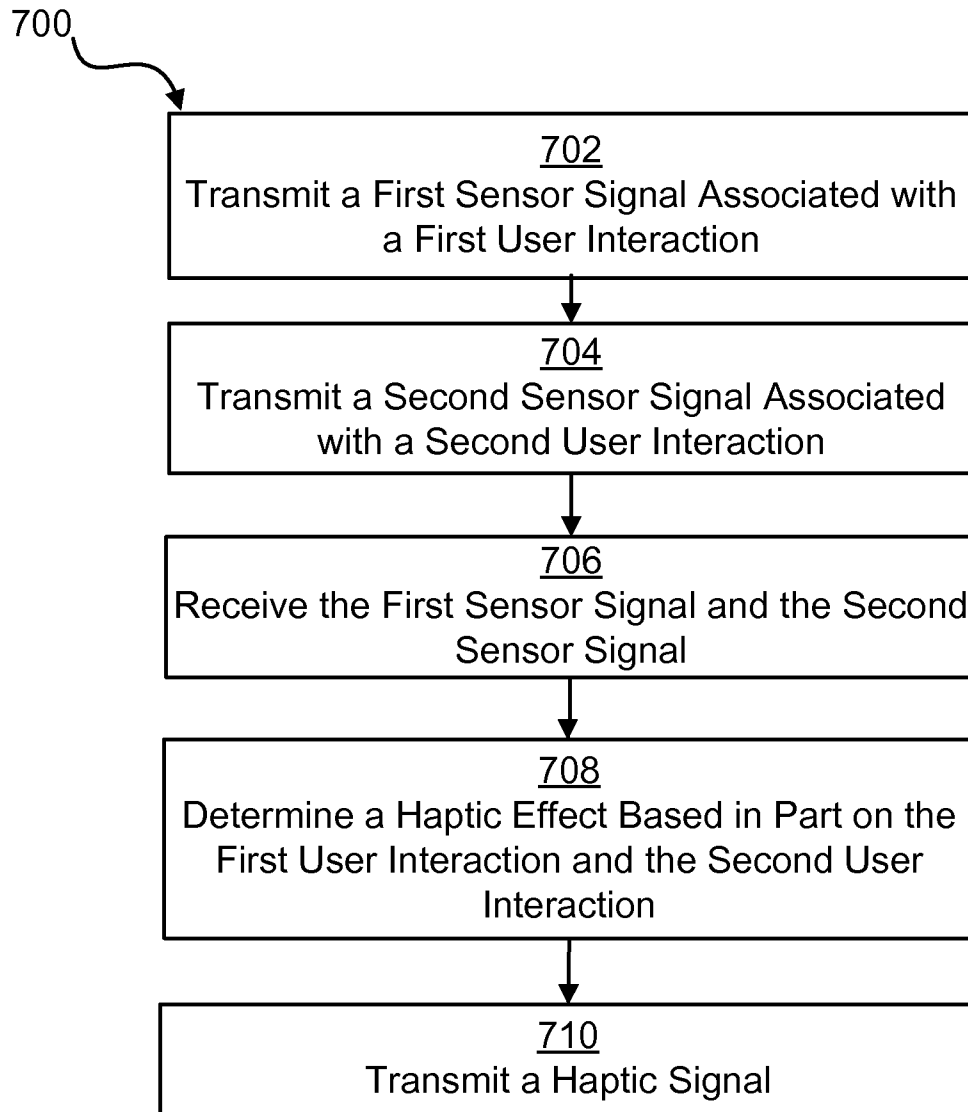 700
702
Transmit a First Sensor Signal Associated with
a First User Interaction
704
Transmit a Second Sensor Signal Associated
with a Second User Interaction
706
Receive the First Sensor Signal and the Second
Sensor Signal
708
Determine a Haptic Effect Based in Part on the
First User Interaction and the Second User
Interaction
710
Transmit a Haptic Signal